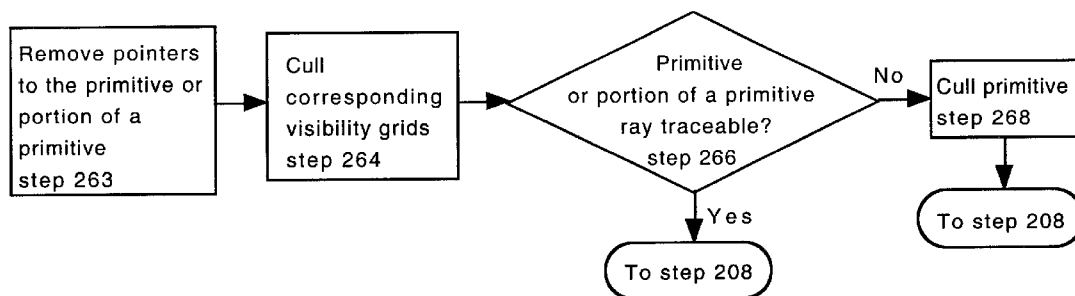 Remove pointers
to the primitive or
portion of a
primitive
step 263
Cull
corresponding
visibility grids
step 264
Primitive
or portion of a primitive
ray traceable?
step 266
No
Cull primitive
step 268
To step 208
Yes
To step 208